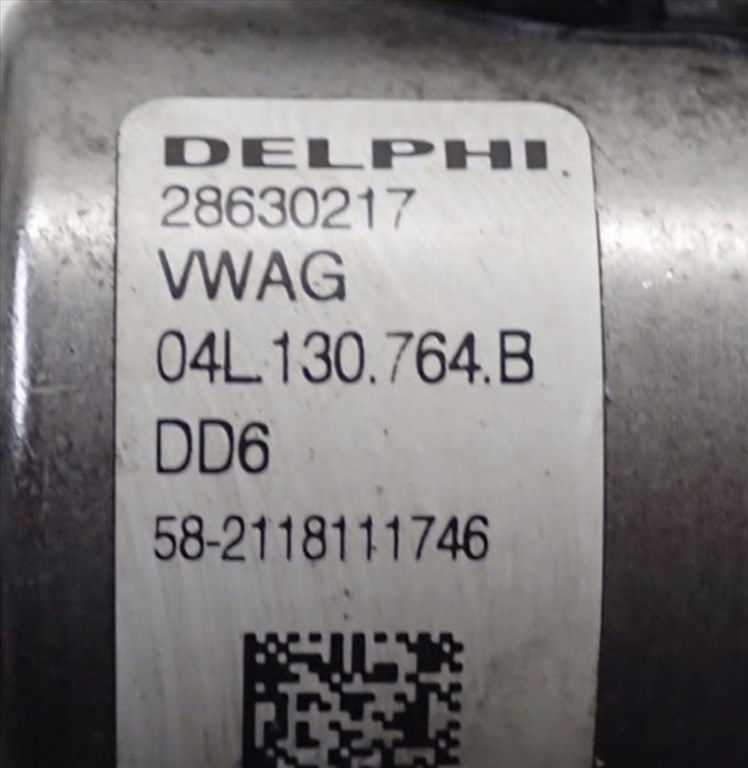 DELPHI
28630217
VWAG
04L.130.764.B
DD6
58-2118111746